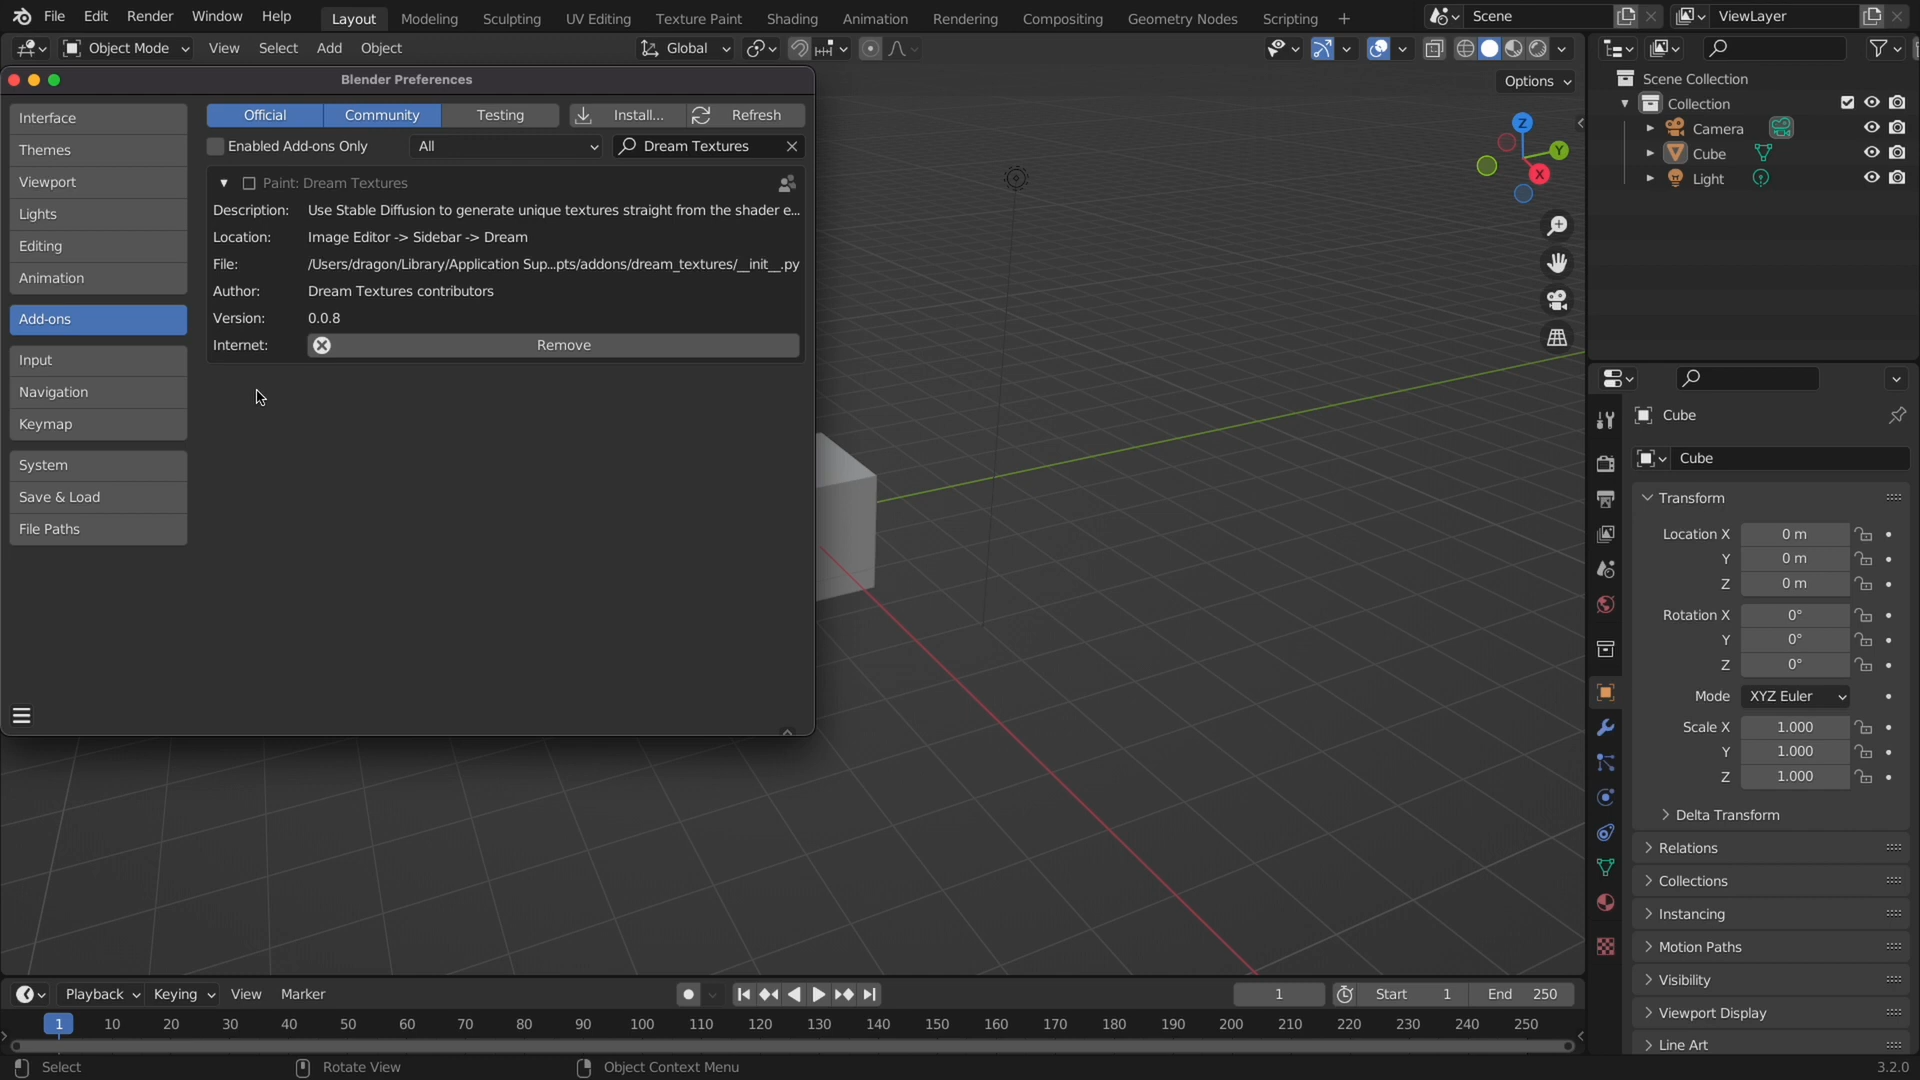 File Edit Render Window Help Layout Modeling Sculpting UV Editing Texture Paint Shading Animation Rendering Compositing Geometry Nodes Scripting + Scene ViewLayer
Object Mode View Select Add Object Global
Options
Blender Preferences
Interface
Themes
Viewport
Lights
Editing
Animation
Add-ons
Input
Navigation
Keymap
System
Save & Load
File Paths
Official Community Testing Install... Refresh
Enabled Add-ons Only All Dream Textures
Paint: Dream Textures
Description: Use Stable Diffusion to generate unique textures straight from the shader e...
Location: Image Editor -> Sidebar -> Dream
File: /Users/dragon/Library/Application Sup...pts/addons/dream_textures/__init__.py
Author: Dream Textures contributors
Version: 0.0.8
Internet: Remove
Z
Y
X
Scene Collection
Collection
Camera
Cube
Light
Cube
Cube
Transform
Location X 0 m
Y 0 m
Z 0 m
Rotation X 0°
Y 0°
Z 0°
Mode XYZ Euler
Scale X 1.000
Y 1.000
Z 1.000
Delta Transform
Relations
Collections
Instancing
Motion Paths
Visibility
Viewport Display
Line Art
Playback Keying View Marker 1 Start 1 End 250
1 10 20 30 40 50 60 70 80 90 100 110 120 130 140 150 160 170 180 190 200 210 220 230 240 250
Select Rotate View Object Context Menu 3.2.0